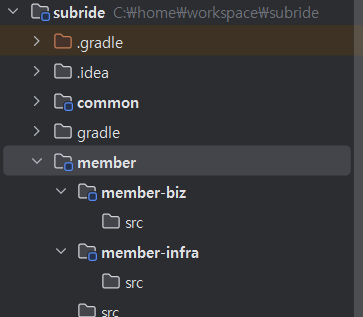 subride C:₩home₩workspace₩subride
.gradle
.idea
common
gradle
member
member-biz
src
member-infra
src
src